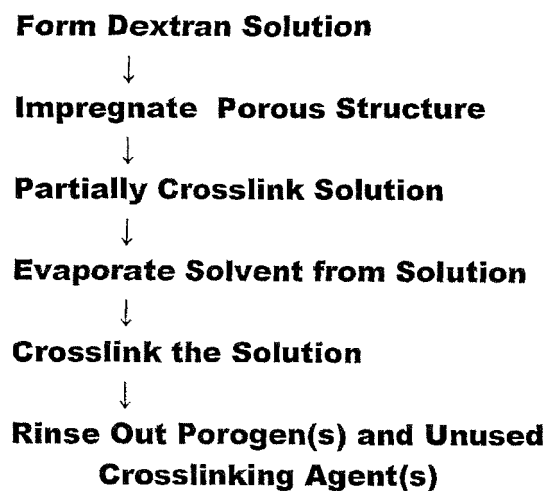 Form Dextran Solution
↓
Impregnate Porous Structure
↓
Partially Crosslink Solution
↓
Evaporate Solvent from Solution
↓
Crosslink the Solution
↓
Rinse Out Porogen(s) and Unused
Crosslinking Agent(s)